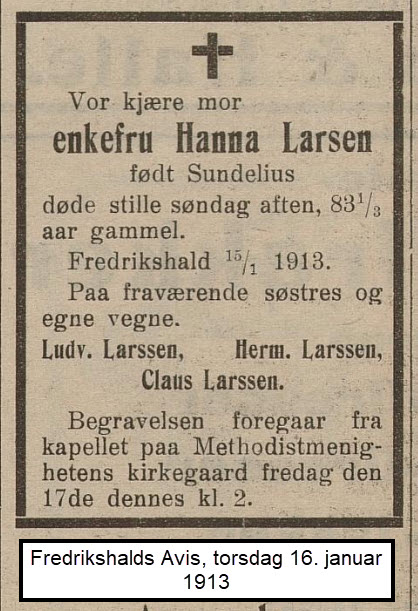 Vor kjære mor
enkefru Hanna Larsen
født Sundelius
døde stille søndag aften, 83 1/3
aar gammel.
Fredrikshald 15/1 1913.
Paa fraværende søstres og
egne vegne.
Ludv. Larssen, Herm. Larssen,
Claus Larssen.
Begravelsen foregaar fra
kapellet paa Methodistmenig-
hetens kirkegaard fredag den
17de dennes kl. 2.
Fredrikshalds Avis, torsdag 16. januar
1913